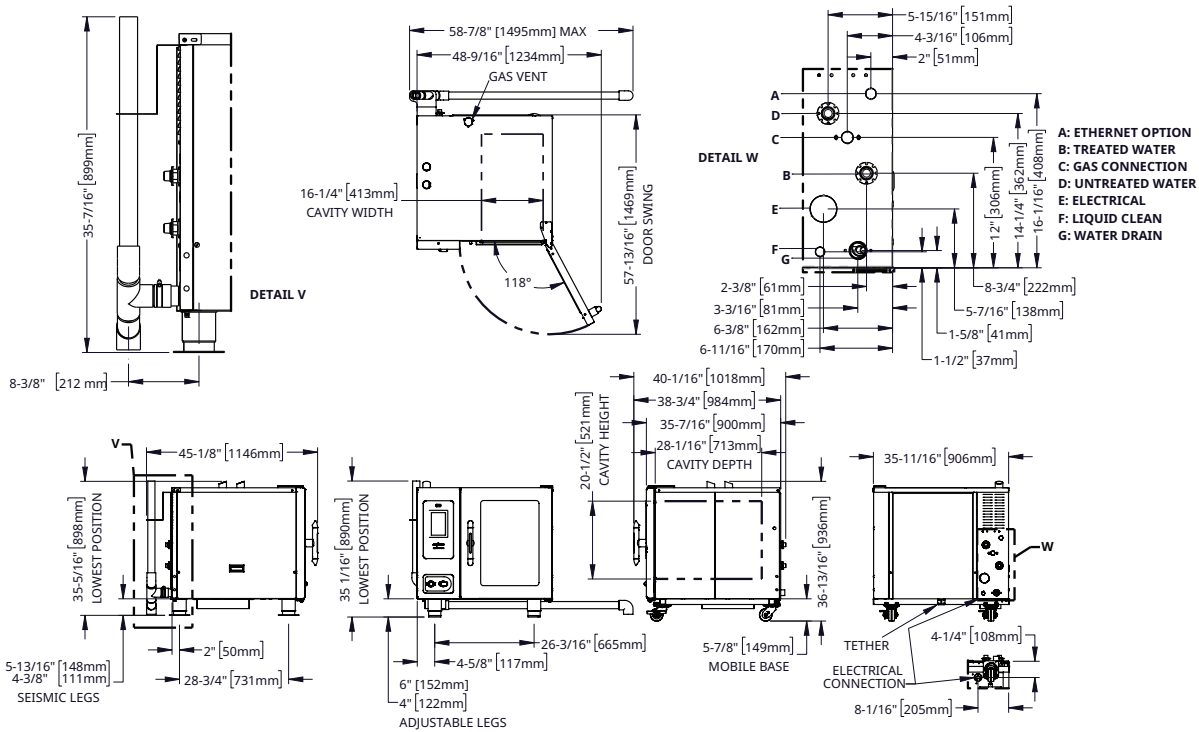 35-7/16" [899mm]
DETAIL V
8-3/8" [212 mm]
58-7/8" [1495mm] MAX
48-9/16" [1234mm]
GAS VENT
16-1/4" [413mm]
CAVITY WIDTH
118°
57-13/16" [1469mm]
DOOR SWING
5-15/16" [151mm]
4-3/16" [106mm]
2" [51mm]
A
D
C
DETAIL W
B
E
F
G
12" [306mm]
14-1/4" [362mm]
16-1/16" [408mm]
A: ETHERNET OPTION
B: TREATED WATER
C: GAS CONNECTION
D: UNTREATED WATER
E: ELECTRICAL
F: LIQUID CLEAN
G: WATER DRAIN
2-3/8" [61mm]
3-3/16" [81mm]
6-3/8" [162mm]
6-11/16" [170mm]
8-3/4" [222mm]
5-7/16" [138mm]
1-5/8" [41mm]
1-1/2" [37mm]
V
45-1/8" [1146mm]
35-5/16" [898mm]
LOWEST POSITION
5-13/16" [148mm]
4-3/8" [111mm]
SEISMIC LEGS
2" [50mm]
28-3/4" [731mm]
35 1/16" [890mm]
LOWEST POSITION
26-3/16" [665mm]
4-5/8" [117mm]
6" [152mm]
4" [122mm]
ADJUSTABLE LEGS
40-1/16" [1018mm]
38-3/4" [984mm]
35-7/16" [900mm]
28-1/16" [713mm]
CAVITY DEPTH
20-1/2" [521mm]
CAVITY HEIGHT
36-13/16" [936mm]
5-7/8" [149mm]
MOBILE BASE
35-11/16" [906mm]
W
TETHER
ELECTRICAL
CONNECTION
4-1/4" [108mm]
8-1/16" [205mm]